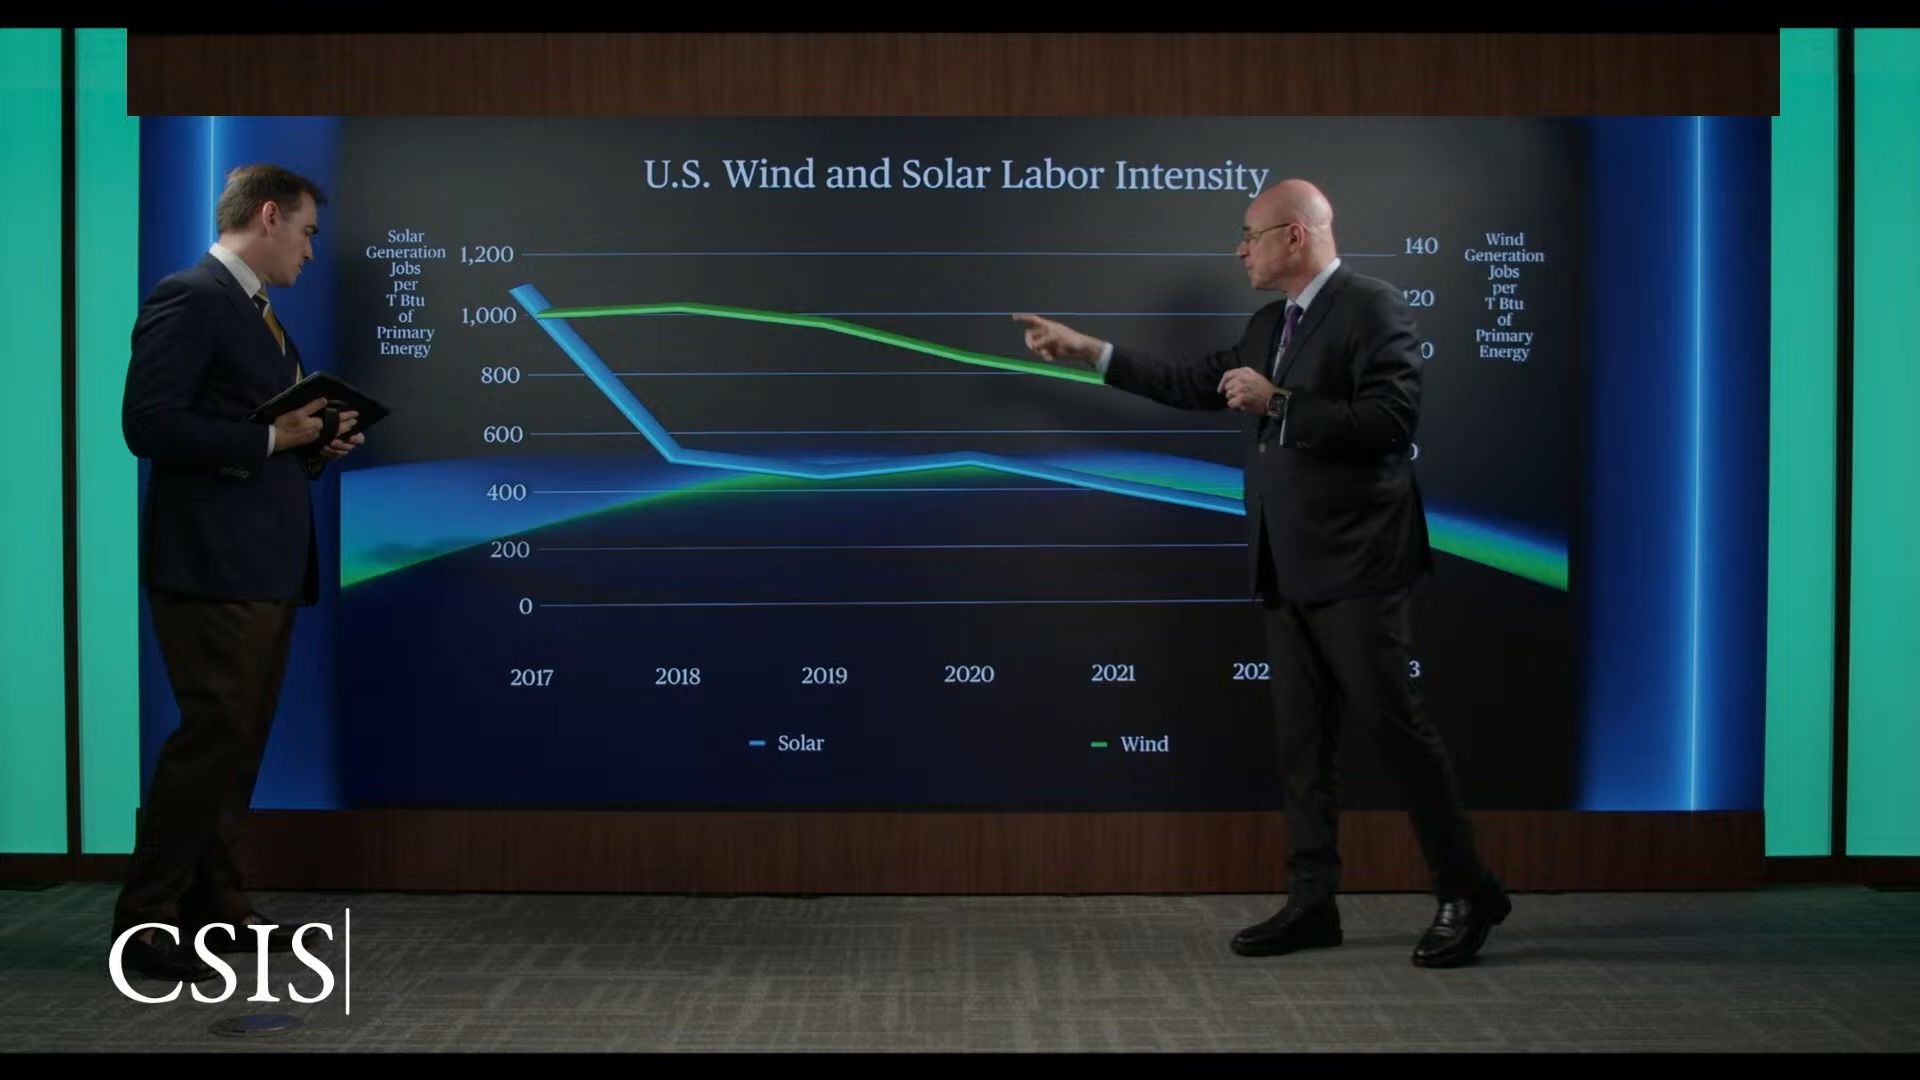 U.S. Wind and Solar Labor Intensity
Solar
Generation
Jobs
per
T Btu
of
Primary
Energy
1,200
1,000
800
600
400
200
0
140
120
Wind
Generation
Jobs
per
T Btu
of
Primary
Energy
2017 2018 2019 2020 2021
Solar Wind
CSIS